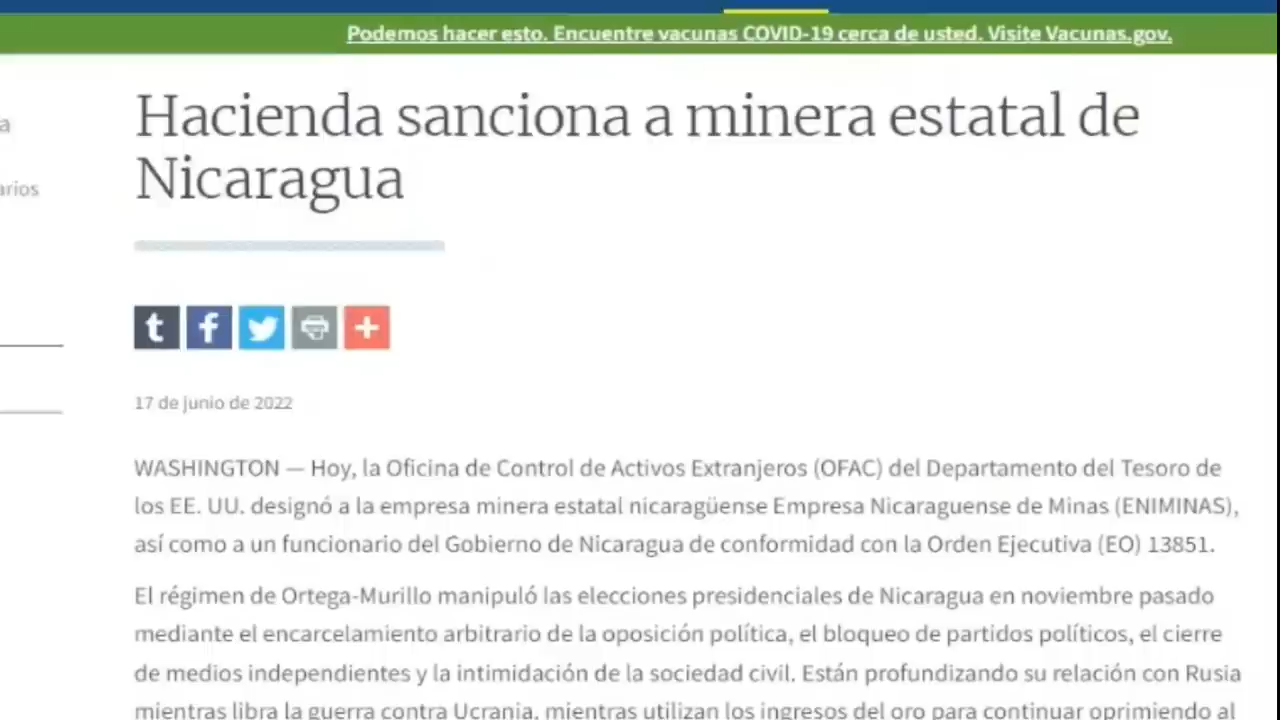 Podemos hacer esto. Encuentre vacunas COVID-19 cerca de usted. Visite Vacunas.gov.
Hacienda sanciona a minera estatal de
Nicaragua
a
arios
17 de junio de 2022
WASHINGTON — Hoy, la Oficina de Control de Activos Extranjeros (OFAC) del Departamento del Tesoro de
los EE. UU. designó a la empresa minera estatal nicaragüense Empresa Nicaraguense de Minas (ENIMINAS),
así como a un funcionario del Gobierno de Nicaragua de conformidad con la Orden Ejecutiva (EO) 13851.
El régimen de Ortega-Murillo manipuló las elecciones presidenciales de Nicaragua en noviembre pasado
mediante el encarcelamiento arbitrario de la oposición política, el bloqueo de partidos políticos, el cierre
de medios independientes y la intimidación de la sociedad civil. Están profundizando su relación con Rusia
mientras libra la guerra contra Ucrania, mientras utilizan los ingresos del oro para continuar oprimiendo al